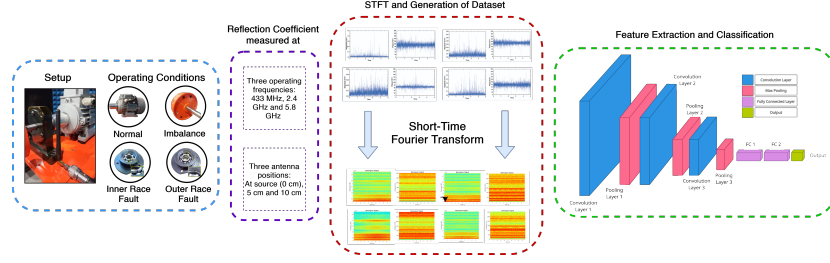 Setup
Operating Conditions
Normal
Imbalance
Inner Race
Fault
Outer Race
Fault
Reflection Coefficient
measured at
Three operating
frequencies:
433 MHz, 2.4
GHz and 5.8
GHz
Three antenna
positions:
At source (0 cm),
5 cm and 10 cm
STFT and Generation of Dataset
Short-Time
Fourier Transform
Feature Extraction and Classification
Convolution
Layer 1
Pooling
Layer 1
Convolution
Layer 2
Pooling
Layer 2
Convolution
Layer 3
Pooling
Layer 3
FC 1
FC 2
Output
Convolution Layer
Max Pooling
Fully Connected Layer
Output